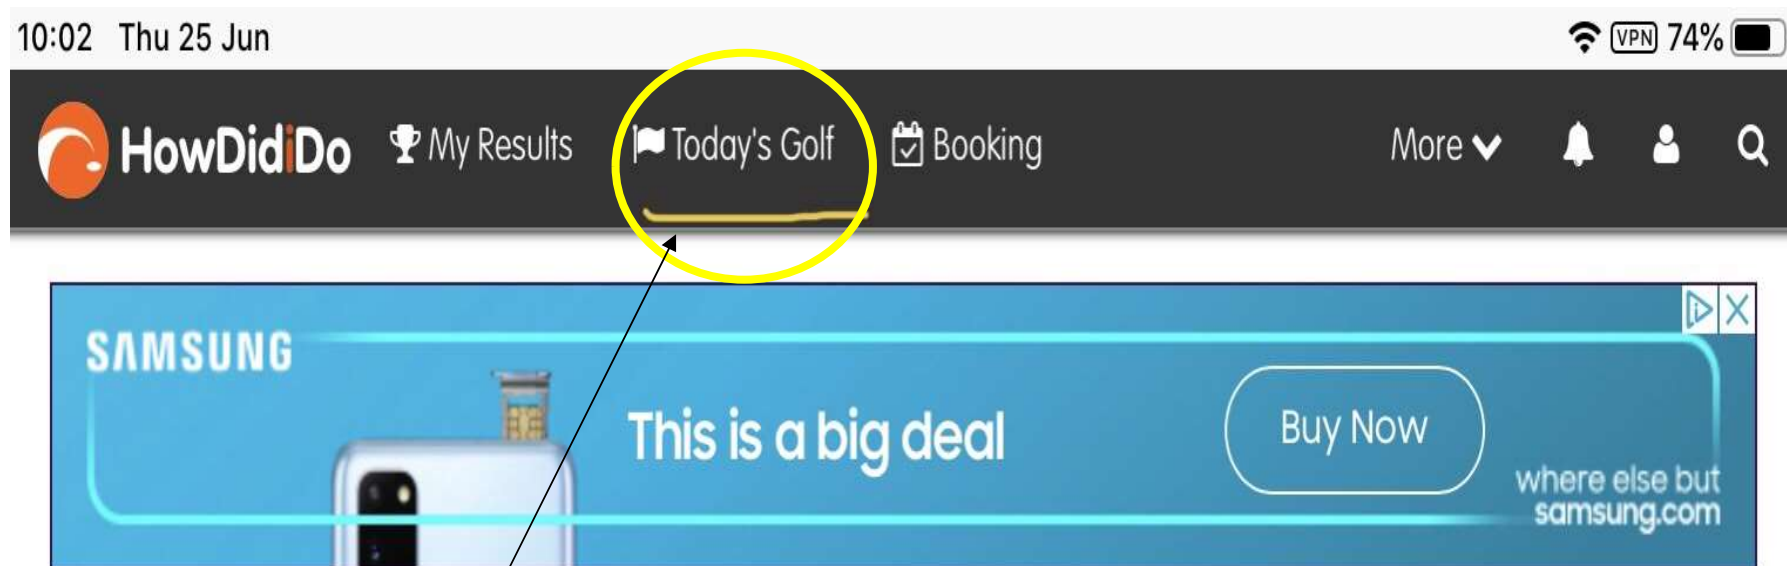 10:02 Thu 25 Jun VPN 74%
HowDidiDo My Results Today's Golf Booking More
SAMSUNG
This is a big deal
Buy Now
where else but
samsung.com